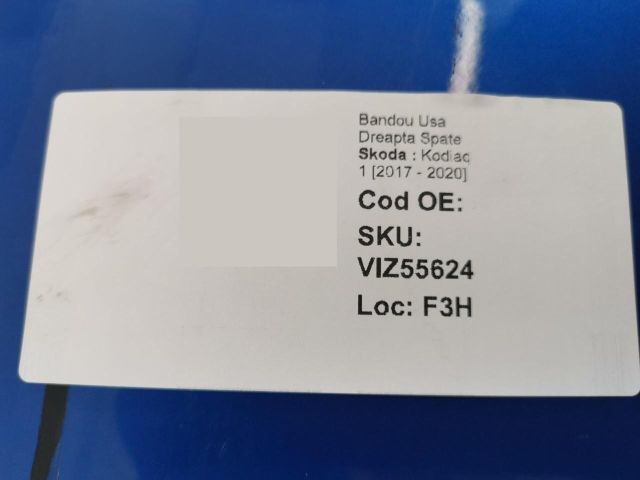 Bandou Usa
Dreapta Spate
Skoda : Kodiaq
1 [2017 - 2020]
Cod OE:
SKU:
VIZ55624
Loc: F3H